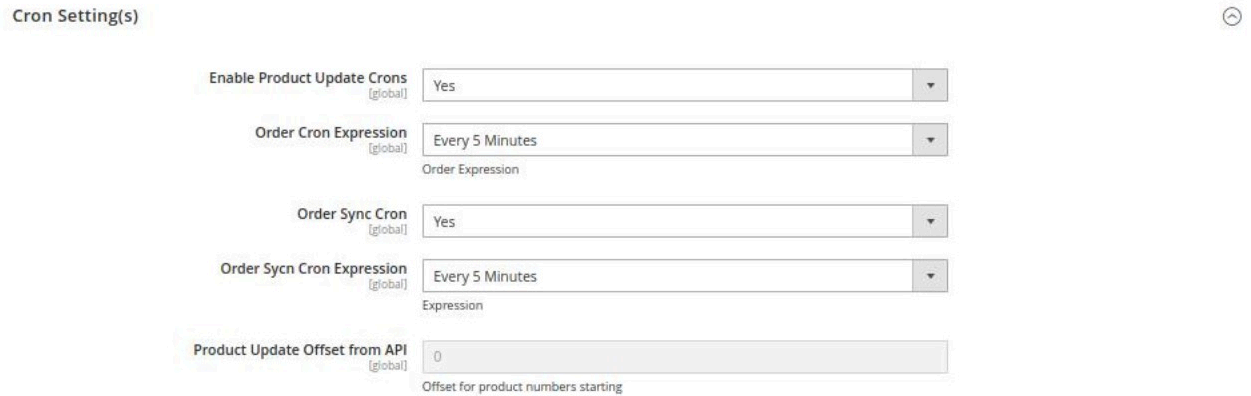 Cron Setting(s)
Enable Product Update Crons
[global]
Yes
Order Cron Expression
[global]
Every 5 Minutes
Order Expression
Order Sync Cron
[global]
Yes
Order Sycn Cron Expression
[global]
Every 5 Minutes
Expression
Product Update Offset from API
[global]
0
Offset for product numbers starting